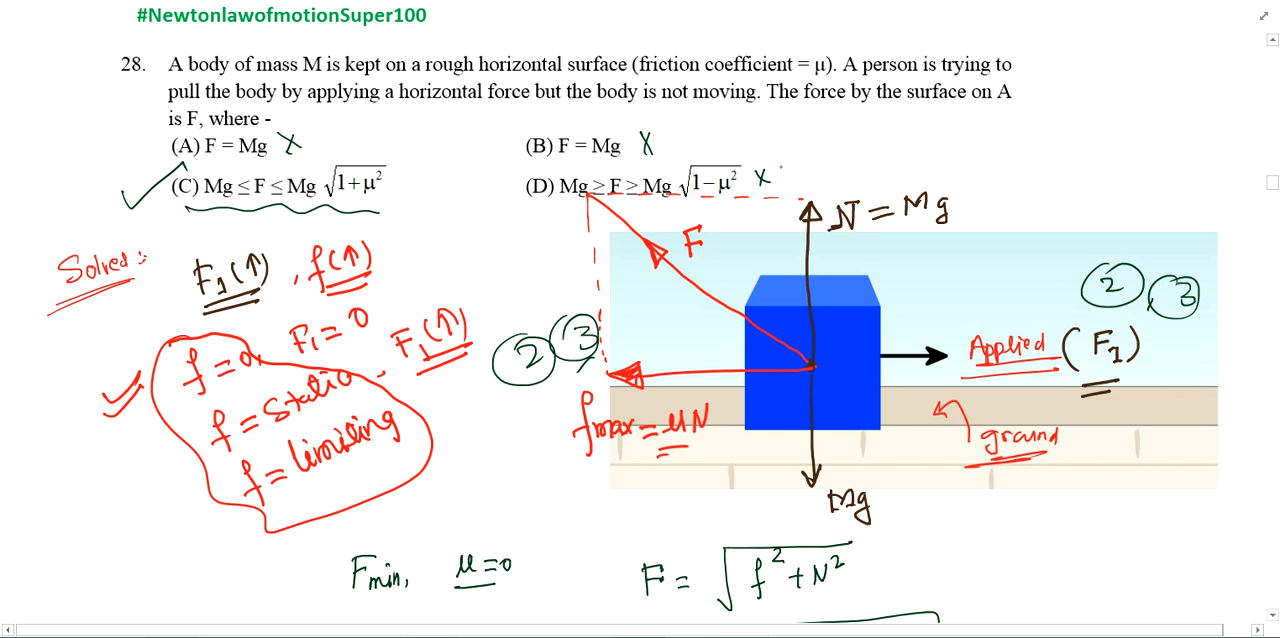 #NewtonlawofmotionSuper100
28. A body of mass M is kept on a rough horizontal surface (friction coefficient = μ). A person is trying to
pull the body by applying a horizontal force but the body is not moving. The force by the surface on A
is F, where -
(A) F = Mg X
(B) F = Mg X
(C) Mg ≤ F ≤ Mg √1+μ²
(D) Mg ≥ F ≥ Mg √1−μ² X
N = Mg
F
Solved :
F₁(↑) , f(↑)
f = 0, F₁ = 0
f = static, F₁(↑)
f = limiting
2 3
2 3
Applied (F₁)
fmax = μN
ground
Mg
Fmin, μ=0
F = √f²+N²